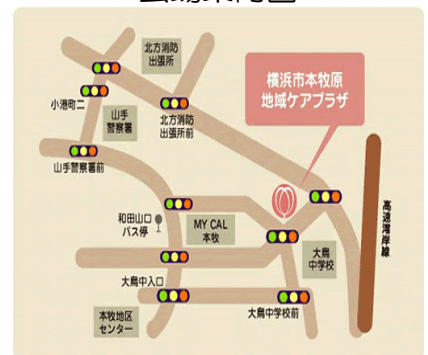 北方消防
出張所
横浜市本牧原
地域ケアプラザ
小港町二
山手
警察署
北方消防
出張所前
山手警察署前
和田山口
バス停
MY CAL
本牧
大鳥
中学校
高速湾岸線
大鳥中入口
本牧地区
センター
大鳥中学校前